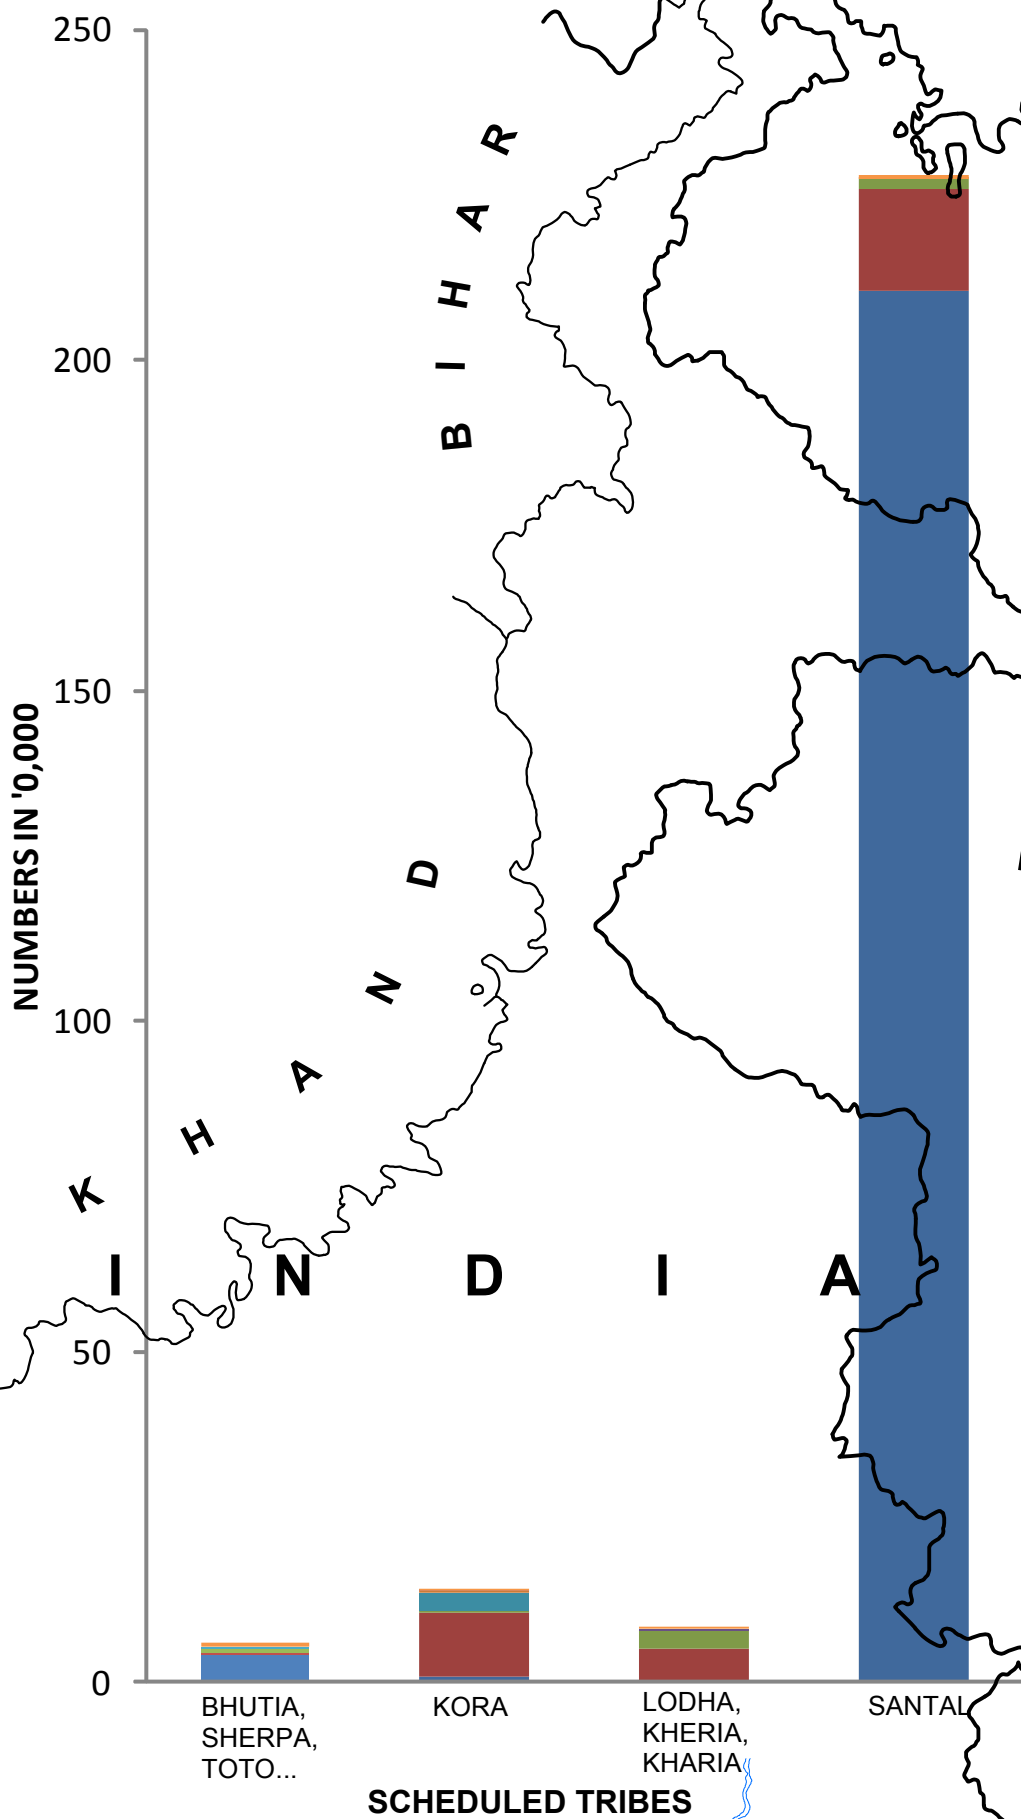 250
200
150
100
50
0
NUMBERS IN '0,000
BIHAR
KHAND
INDIA
BHUTIA,
SHERPA,
TOTO...
KORA
LODHA,
KHERIA,
KHARIA
SANTAL
SCHEDULED TRIBES